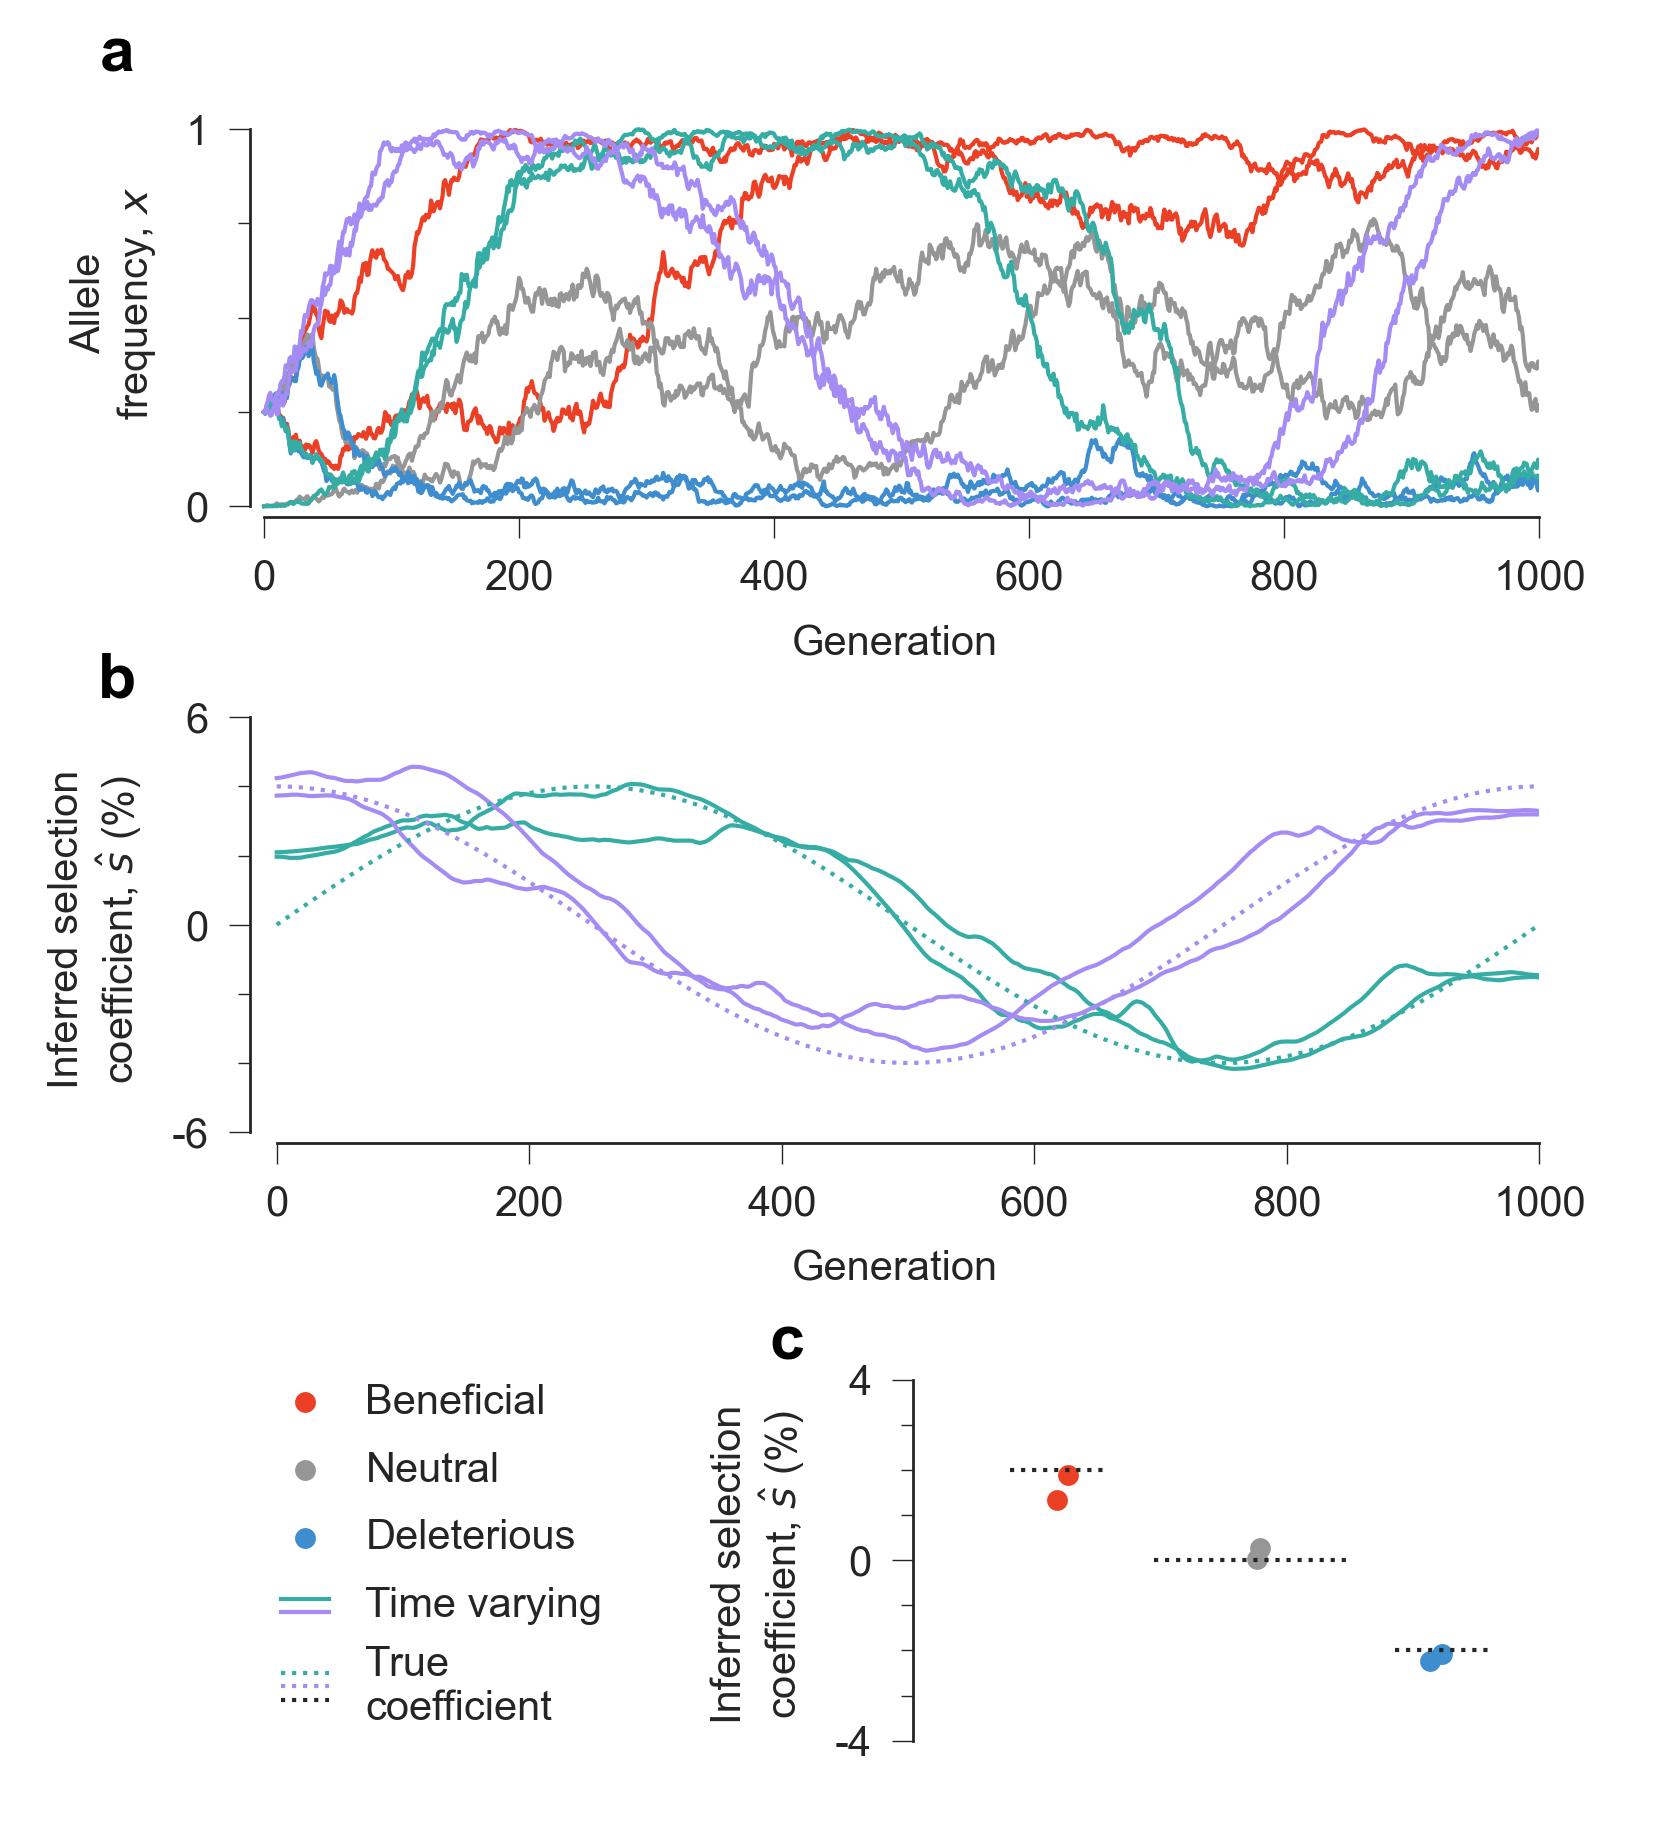 a
1
0
Allele
frequency, x
0 200 400 600 800 1000
Generation
b
6
0
-6
Inferred selection
coefficient, ŝ (%)
0 200 400 600 800 1000
Generation
Beneficial
Neutral
Deleterious
Time varying
True
coefficient
c
4
0
-4
Inferred selection
coefficient, ŝ (%)